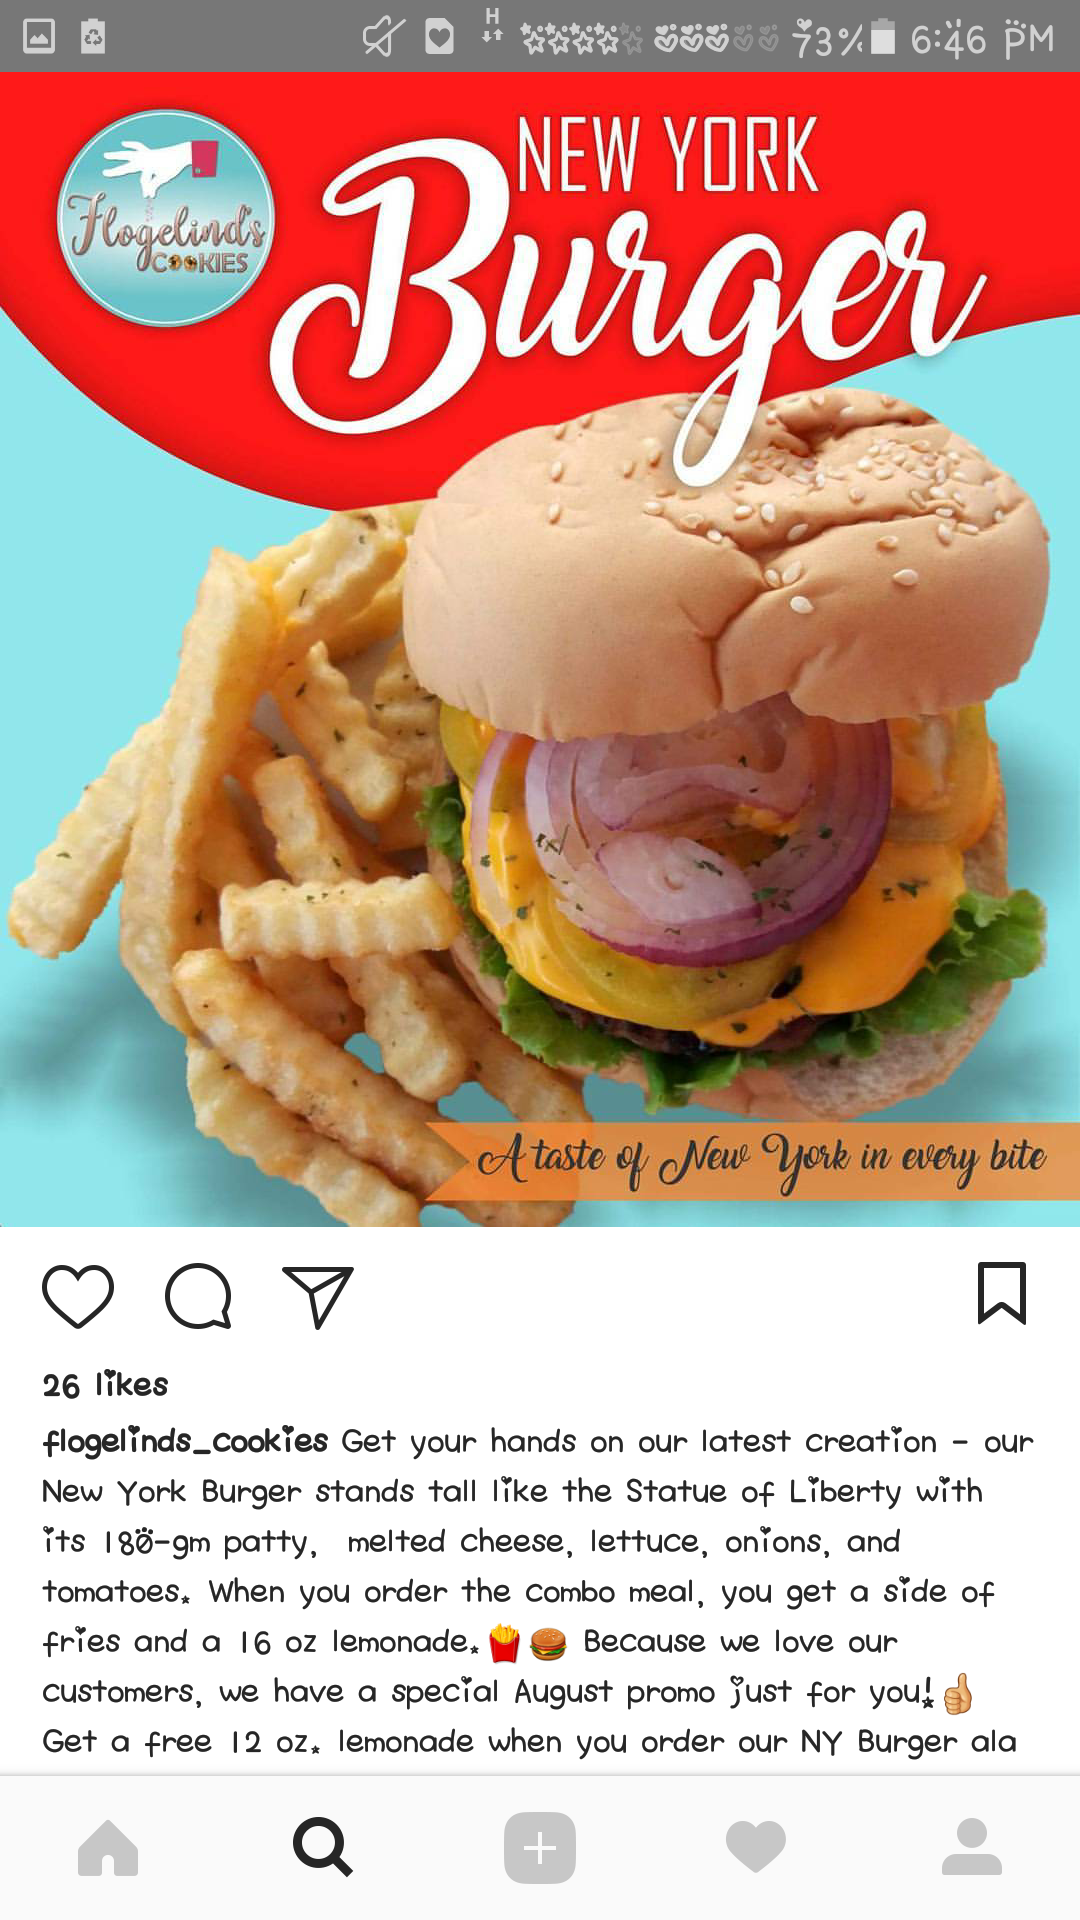 H
73% 6:46 PM
Flogelind's
COOKIES
NEW YORK
Burger
A taste of New York in every bite
26 likes
flogelinds_cookies Get your hands on our latest creation - our
New York Burger stands tall like the Statue of Liberty with
its 180-gm patty,  melted cheese, lettuce, onions, and
tomatoes. When you order the combo meal, you get a side of
fries and a 16 oz lemonade.🍟🍔 Because we love our
customers, we have a special August promo just for you!👍
Get a free 12 oz. lemonade when you order our NY Burger ala